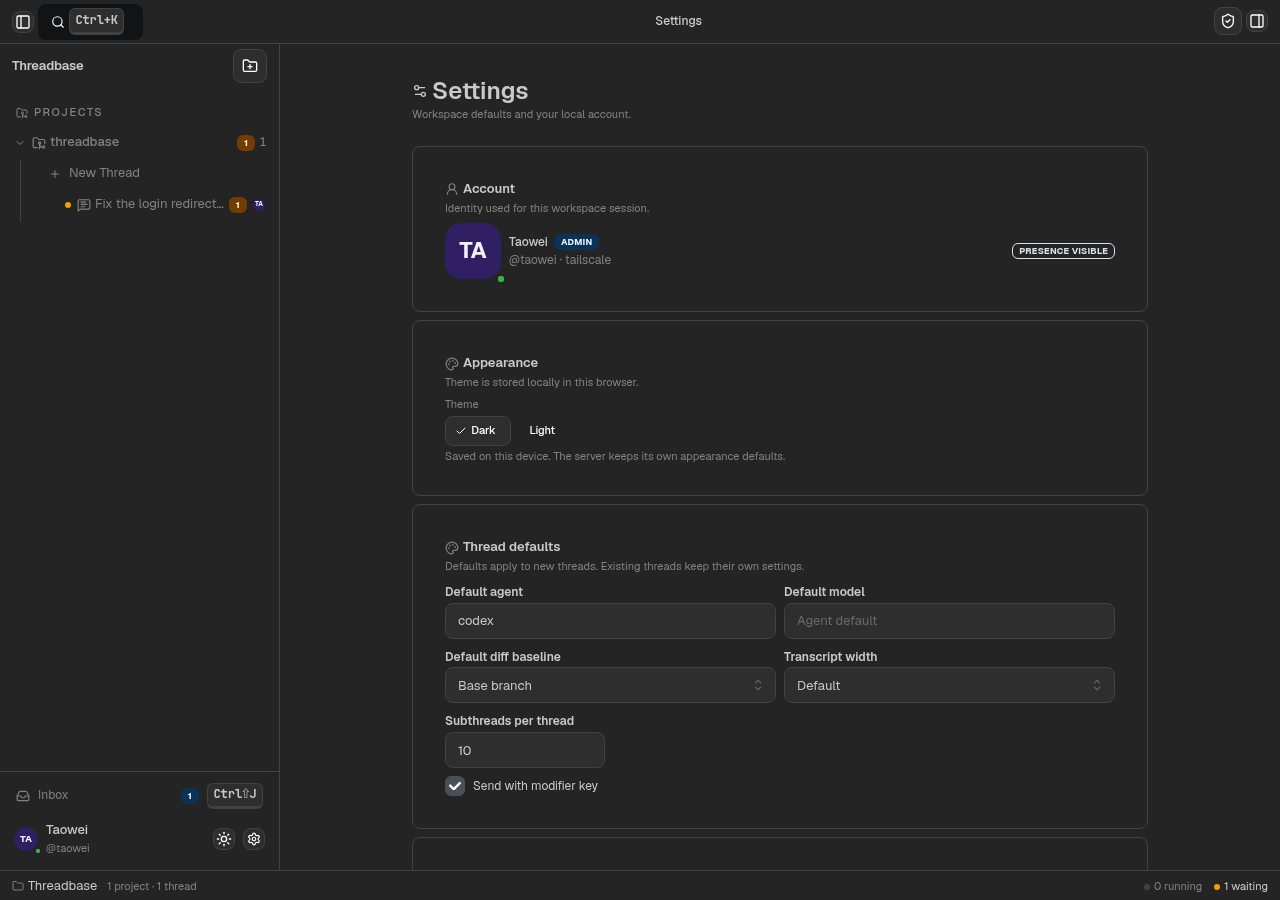 Ctrl+K
Settings
Threadbase
PROJECTS
threadbase 1 1
New Thread
Fix the login redirect… 1 TA
Inbox 1 Ctrl⇧J
TA Taowei
@taowei
Settings
Workspace defaults and your local account.
Account
Identity used for this workspace session.
TA Taowei ADMIN
@taowei · tailscale
PRESENCE VISIBLE
Appearance
Theme is stored locally in this browser.
Theme
Dark Light
Saved on this device. The server keeps its own appearance defaults.
Thread defaults
Defaults apply to new threads. Existing threads keep their own settings.
Default agent Default model
codex Agent default
Default diff baseline Transcript width
Base branch Default
Subthreads per thread
10
Send with modifier key
Threadbase 1 project · 1 thread 0 running 1 waiting